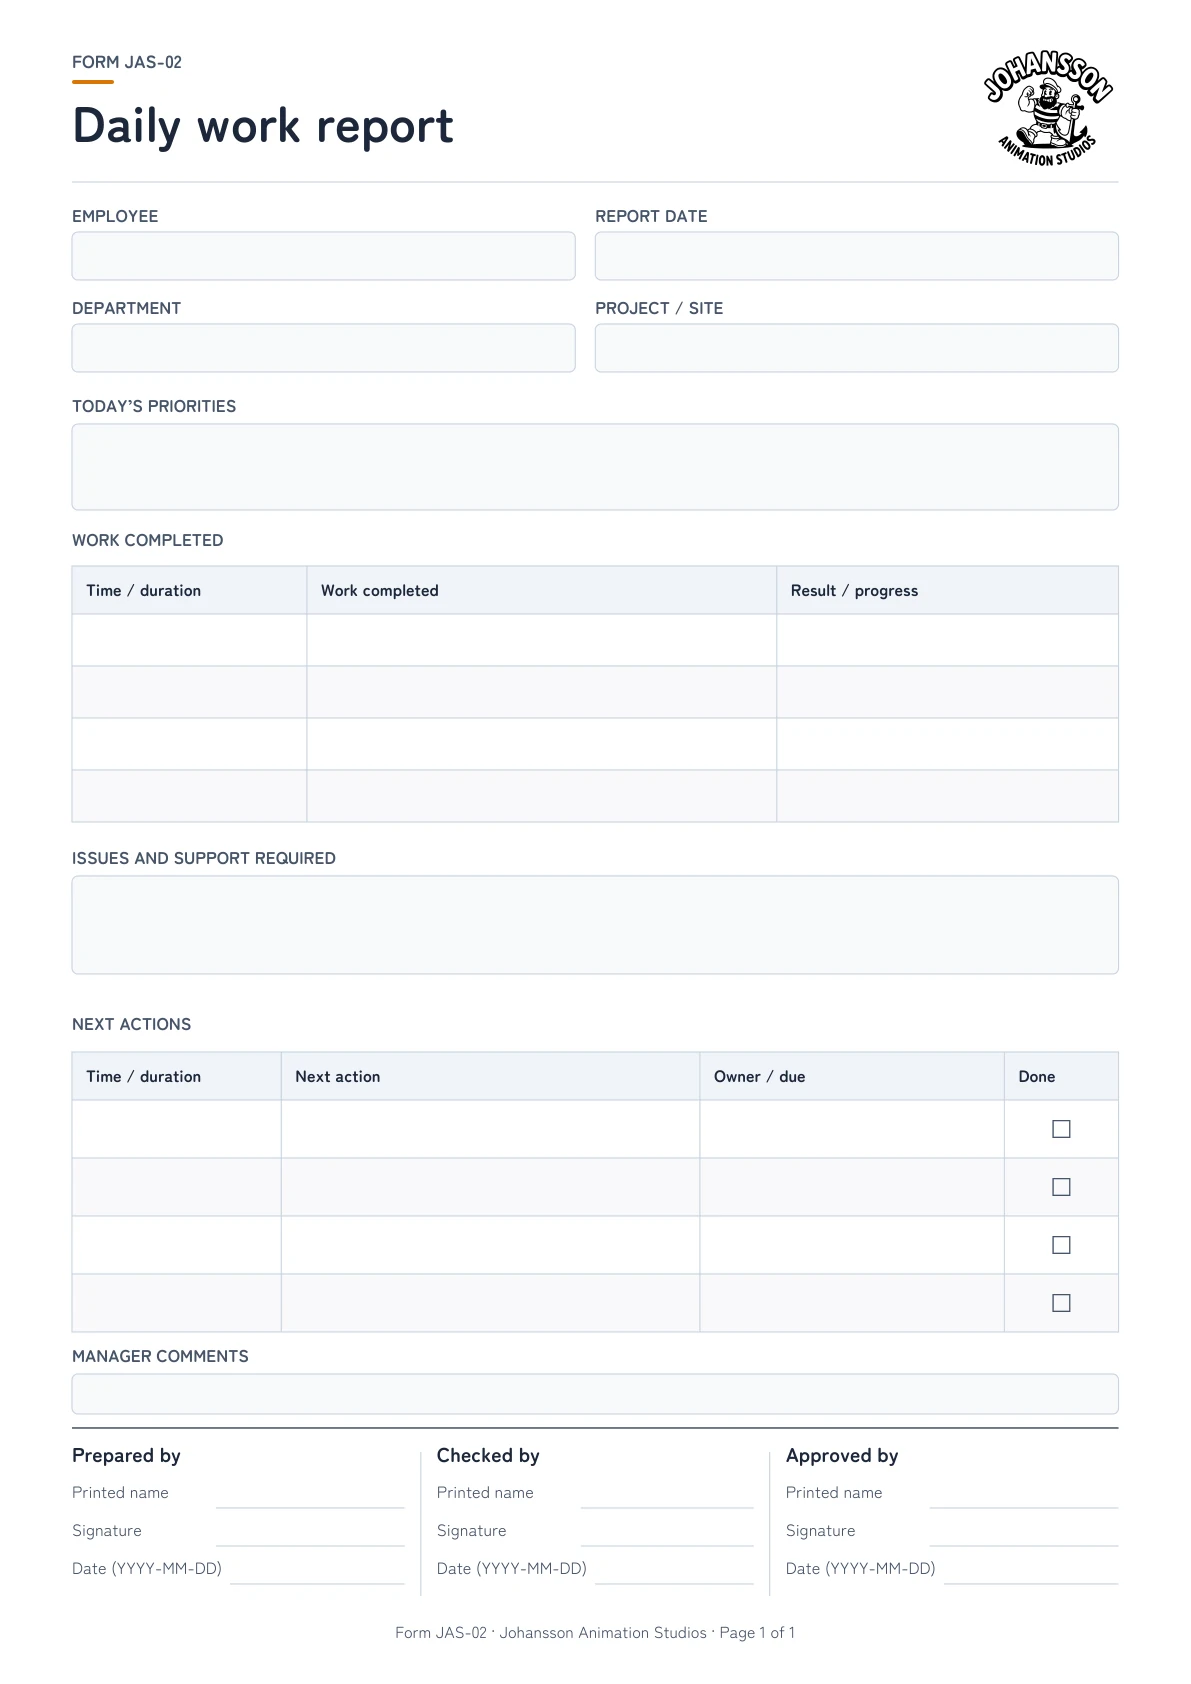 FORM JAS-02
Daily work report
JOHANSSON
ANIMATION STUDIOS
EMPLOYEE
REPORT DATE
DEPARTMENT
PROJECT / SITE
TODAY’S PRIORITIES
WORK COMPLETED
Time / duration
Work completed
Result / progress
ISSUES AND SUPPORT REQUIRED
NEXT ACTIONS
Time / duration
Next action
Owner / due
Done
☐
☐
☐
☐
MANAGER COMMENTS
Prepared by
Printed name
Signature
Date (YYYY-MM-DD)
Checked by
Printed name
Signature
Date (YYYY-MM-DD)
Approved by
Printed name
Signature
Date (YYYY-MM-DD)
Form JAS-02 · Johansson Animation Studios · Page 1 of 1